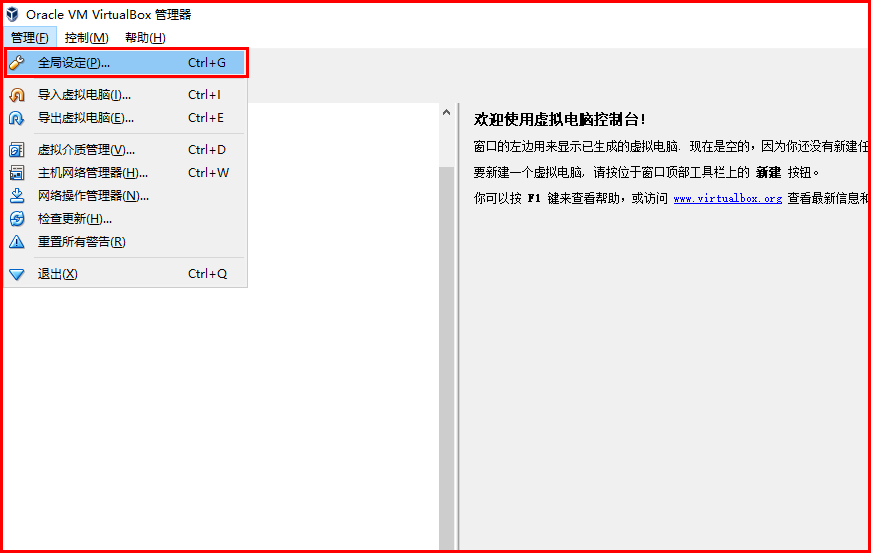 Oracle VM VirtualBox 管理器
管理(F) 控制(M) 帮助(H)
全局设定(P)... Ctrl+G
导入虚拟电脑(I)... Ctrl+I
导出虚拟电脑(E)... Ctrl+E
虚拟介质管理(V)... Ctrl+D
主机网络管理器(H)... Ctrl+W
网络操作管理器(N)...
检查更新(H)...
重置所有警告(R)
退出(X) Ctrl+Q
欢迎使用虚拟电脑控制台!
窗口的左边用来显示已生成的虚拟电脑. 现在是空的，因为你还没有新建任
要新建一个虚拟电脑, 请按位于窗口顶部工具栏上的 新建 按钮。
你可以按 F1 键来查看帮助，或访问 www.virtualbox.org 查看最新信息和